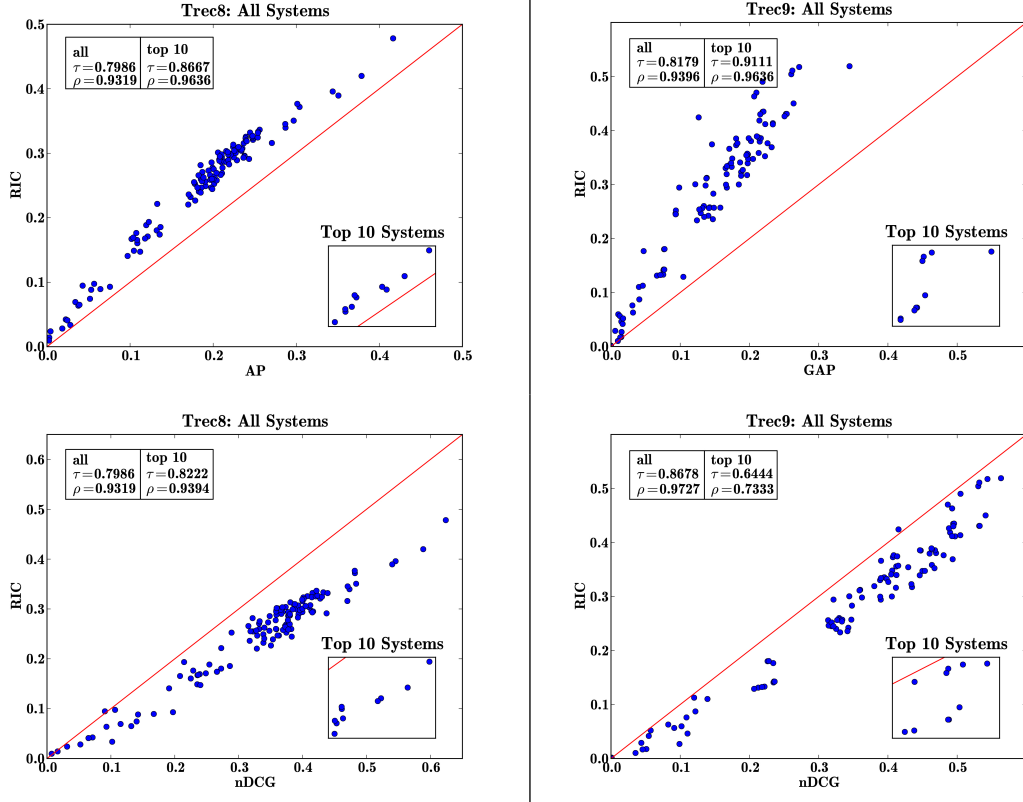 Trec8: All Systems
0.5
0.4
0.3
0.2
0.1
0.0
RIC
all
τ=0.7986
ρ=0.9319
top 10
τ=0.8667
ρ=0.9636
Top 10 Systems
0.0 0.1 0.2 0.3 0.4 0.5
AP
Trec9: All Systems
0.5
0.4
0.3
0.2
0.1
0.0
RIC
all
τ=0.8179
ρ=0.9396
top 10
τ=0.9111
ρ=0.9636
Top 10 Systems
0.0 0.1 0.2 0.3 0.4 0.5
GAP
Trec8: All Systems
0.6
0.5
0.4
0.3
0.2
0.1
0.0
RIC
all
τ=0.7986
ρ=0.9319
top 10
τ=0.8222
ρ=0.9394
Top 10 Systems
0.0 0.1 0.2 0.3 0.4 0.5 0.6
nDCG
Trec9: All Systems
0.5
0.4
0.3
0.2
0.1
0.0
RIC
all
τ=0.8678
ρ=0.9727
top 10
τ=0.6444
ρ=0.7333
Top 10 Systems
0.0 0.1 0.2 0.3 0.4 0.5
nDCG